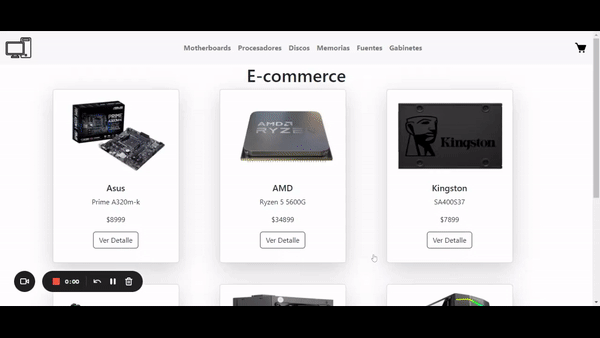 Motherboards Procesadores Discos Memorias Fuentes Gabinetes
E-commerce
PRIME
AMD
RYZEN
Kingston
Asus
Prime A320m-k
$8999
Ver Detalle
AMD
Ryzen 5 5600G
$34899
Ver Detalle
Kingston
SA400S37
$7899
Ver Detalle
0:00